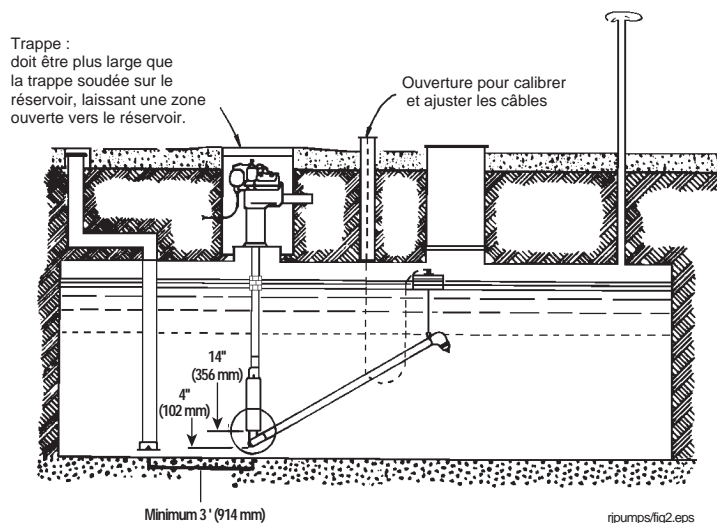 Trappe :
doit être plus large que
la trappe soudée sur le
réservoir, laissant une zone
ouverte vers le réservoir.
Ouverture pour calibrer
et ajuster les câbles
14"
(356 mm)
4"
(102 mm)
Minimum 3 ' (914 mm)
rjpumps/fig2.eps